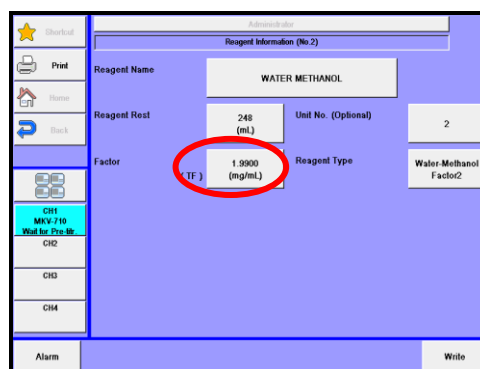 Shortcut
Administrator
Reagent Information (No.2)
Print
Reagent Name
WATER METHANOL
Home
Reagent Rest
248
(mL)
Unit No. (Optional)
2
Back
Factor
( TF )
1.9900
(mg/mL)
Reagent Type
Water-Methanol
Factor2
CH1
MKV-710
Wait for Pre-titr.
CH2
CH3
CH4
Alarm
Write